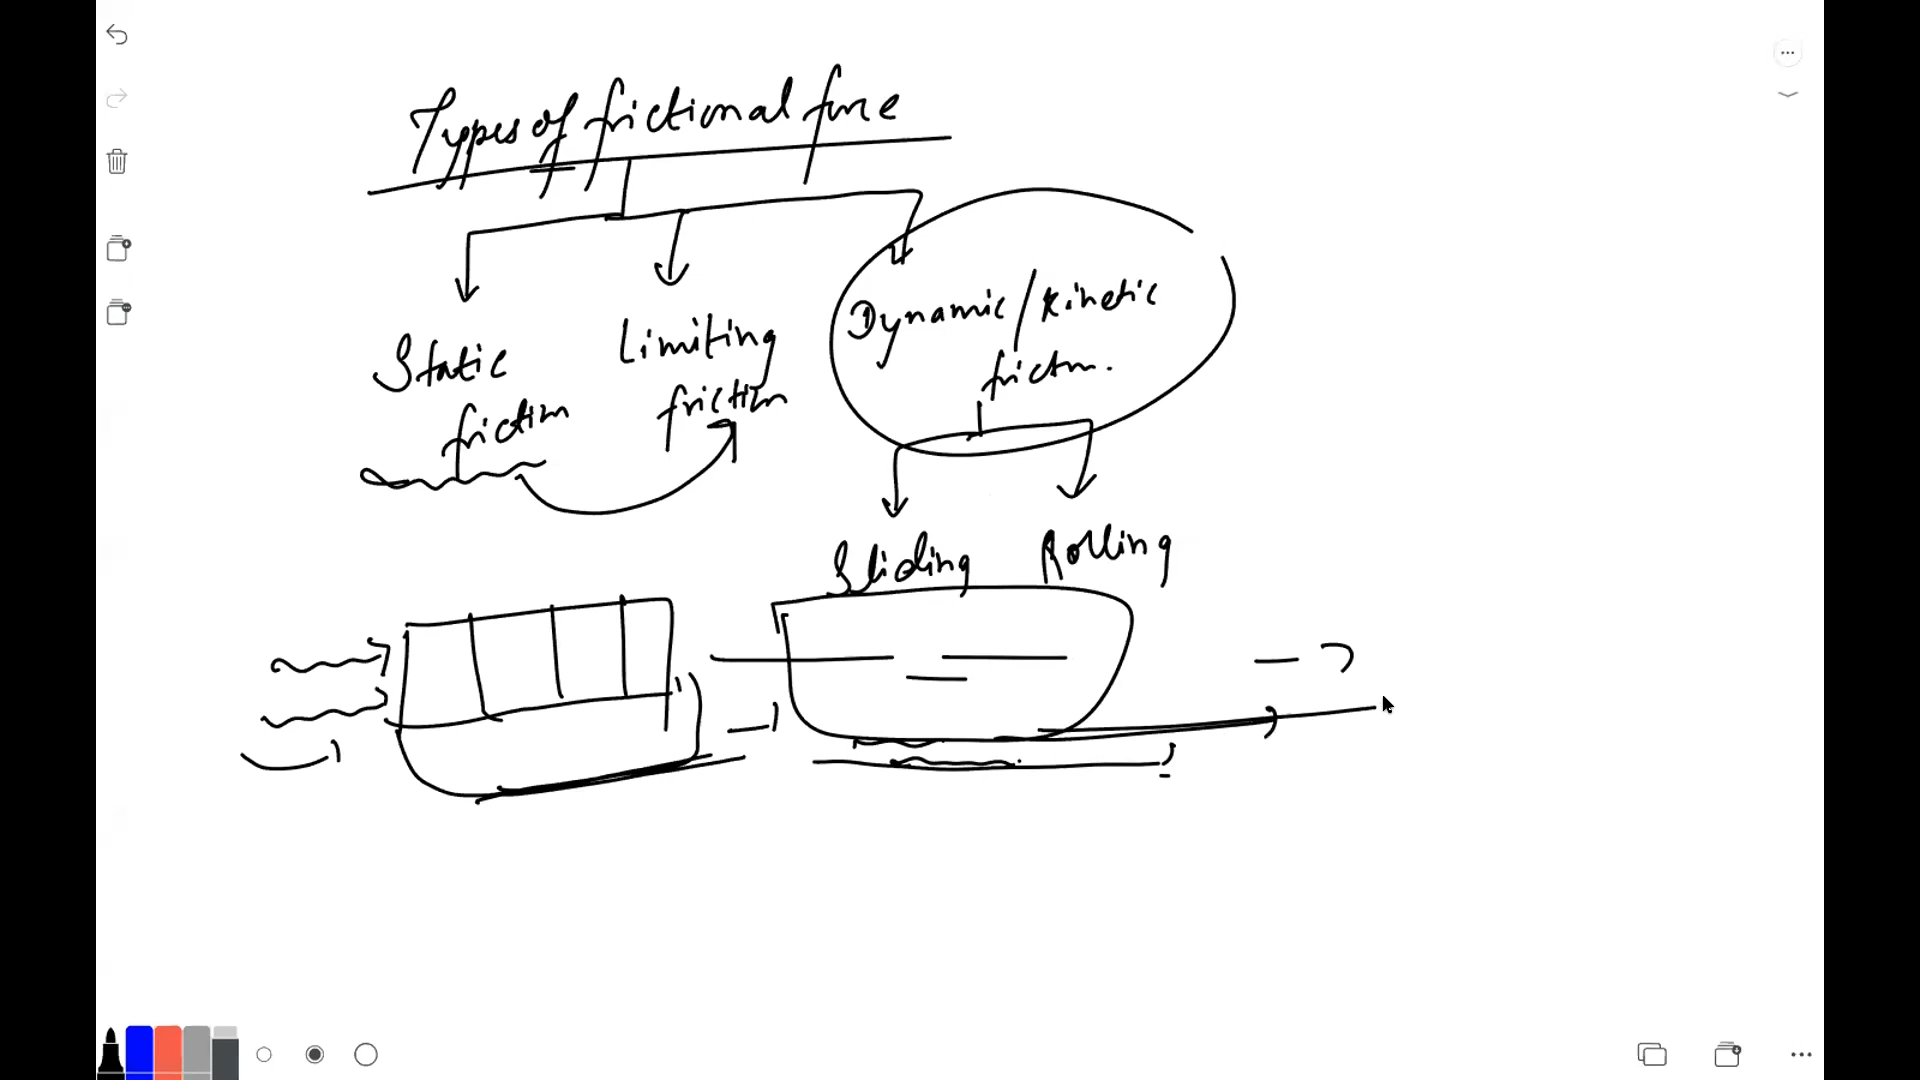 Types of frictional force
Static
friction
Limiting
friction
Dynamic/kinetic
friction.
Sliding
Rolling